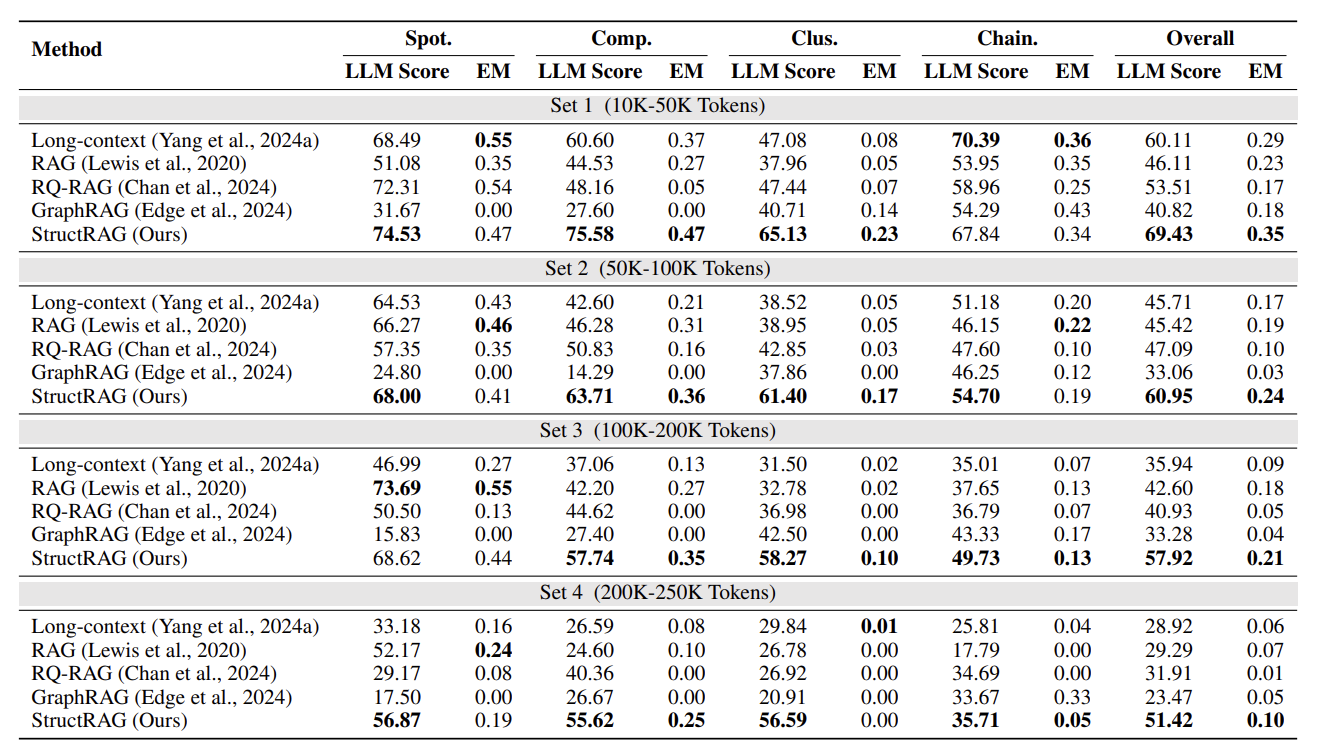 Method Spot. Comp. Clus. Chain. Overall
LLM Score EM LLM Score EM LLM Score EM LLM Score EM LLM Score EM
Set 1 (10K-50K Tokens)
Long-context (Yang et al., 2024a) 68.49 0.55 60.60 0.37 47.08 0.08 70.39 0.36 60.11 0.29
RAG (Lewis et al., 2020) 51.08 0.35 44.53 0.27 37.96 0.05 53.95 0.35 46.11 0.23
RQ-RAG (Chan et al., 2024) 72.31 0.54 48.16 0.05 47.44 0.07 58.96 0.25 53.51 0.17
GraphRAG (Edge et al., 2024) 31.67 0.00 27.60 0.00 40.71 0.14 54.29 0.43 40.82 0.18
StructRAG (Ours) 74.53 0.47 75.58 0.47 65.13 0.23 67.84 0.34 69.43 0.35
Set 2 (50K-100K Tokens)
Long-context (Yang et al., 2024a) 64.53 0.43 42.60 0.21 38.52 0.05 51.18 0.20 45.71 0.17
RAG (Lewis et al., 2020) 66.27 0.46 46.28 0.31 38.95 0.05 46.15 0.22 45.42 0.19
RQ-RAG (Chan et al., 2024) 57.35 0.35 50.83 0.16 42.85 0.03 47.60 0.10 47.09 0.10
GraphRAG (Edge et al., 2024) 24.80 0.00 14.29 0.00 37.86 0.00 46.25 0.12 33.06 0.03
StructRAG (Ours) 68.00 0.41 63.71 0.36 61.40 0.17 54.70 0.19 60.95 0.24
Set 3 (100K-200K Tokens)
Long-context (Yang et al., 2024a) 46.99 0.27 37.06 0.13 31.50 0.02 35.01 0.07 35.94 0.09
RAG (Lewis et al., 2020) 73.69 0.55 42.20 0.27 32.78 0.02 37.65 0.13 42.60 0.18
RQ-RAG (Chan et al., 2024) 50.50 0.13 44.62 0.00 36.98 0.00 36.79 0.07 40.93 0.05
GraphRAG (Edge et al., 2024) 15.83 0.00 27.40 0.00 42.50 0.00 43.33 0.17 33.28 0.04
StructRAG (Ours) 68.62 0.44 57.74 0.35 58.27 0.10 49.73 0.13 57.92 0.21
Set 4 (200K-250K Tokens)
Long-context (Yang et al., 2024a) 33.18 0.16 26.59 0.08 29.84 0.01 25.81 0.04 28.92 0.06
RAG (Lewis et al., 2020) 52.17 0.24 24.60 0.10 26.78 0.00 17.79 0.00 29.29 0.07
RQ-RAG (Chan et al., 2024) 29.17 0.08 40.36 0.00 26.92 0.00 34.69 0.00 31.91 0.01
GraphRAG (Edge et al., 2024) 17.50 0.00 26.67 0.00 20.91 0.00 33.67 0.33 23.47 0.05
StructRAG (Ours) 56.87 0.19 55.62 0.25 56.59 0.00 35.71 0.05 51.42 0.10